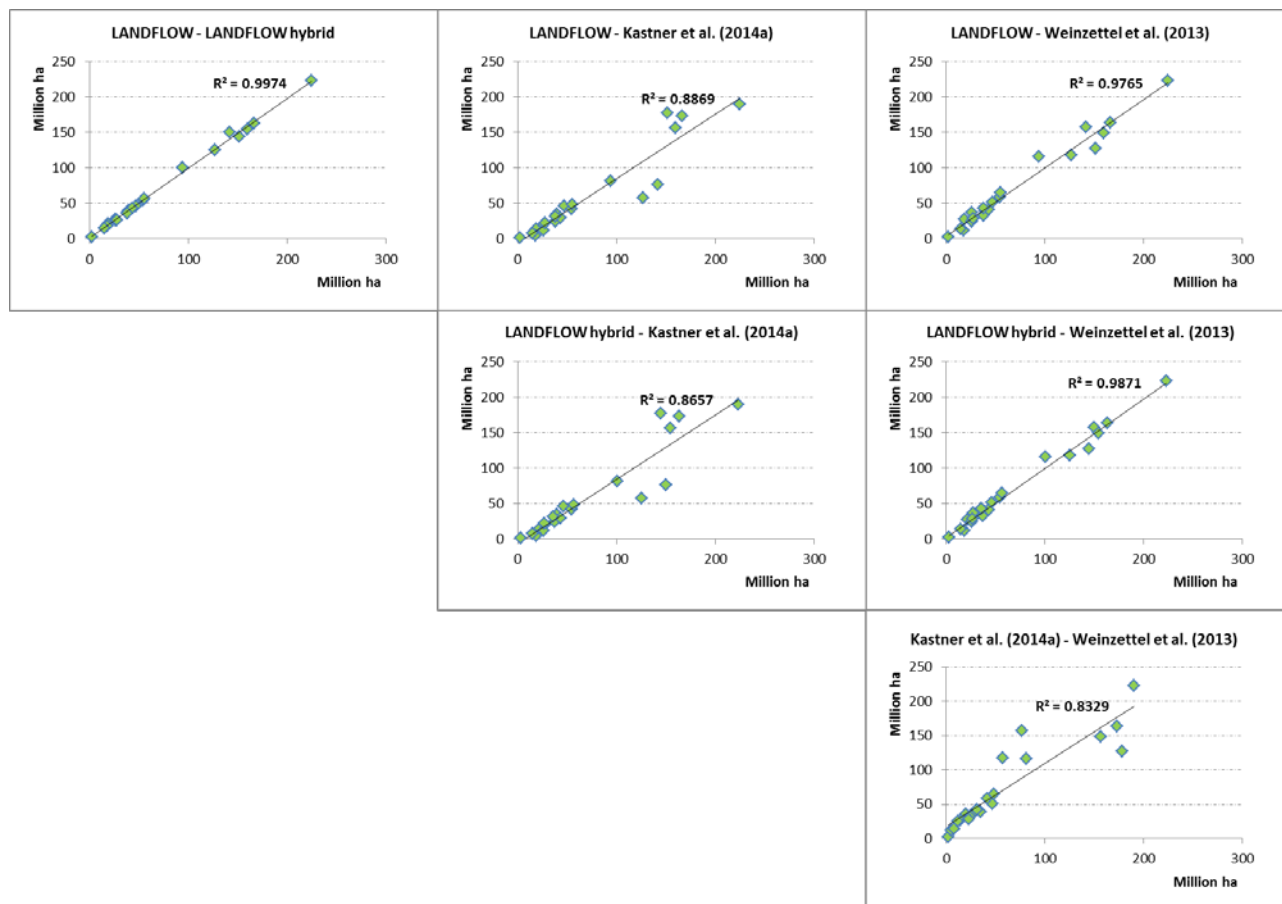 LANDFLOW - LANDFLOW hybrid
Million ha
250
200
150
100
50
0
R² = 0.9974
0 100 200 300
Million ha
LANDFLOW - Kastner et al. (2014a)
Million ha
250
200
150
100
50
0
R² = 0.8869
0 100 200 300
Million ha
LANDFLOW - Weinzettel et al. (2013)
Million ha
250
200
150
100
50
0
R² = 0.9765
0 100 200 300
Million ha
LANDFLOW hybrid - Kastner et al. (2014a)
Million ha
250
200
150
100
50
0
R² = 0.8657
0 100 200 300
Million ha
LANDFLOW hybrid - Weinzettel et al. (2013)
Million ha
250
200
150
100
50
0
R² = 0.9871
0 100 200 300
Million ha
Kastner et al. (2014a) - Weinzettel et al. (2013)
Million ha
250
200
150
100
50
0
R² = 0.8329
0 100 200 300
Million ha